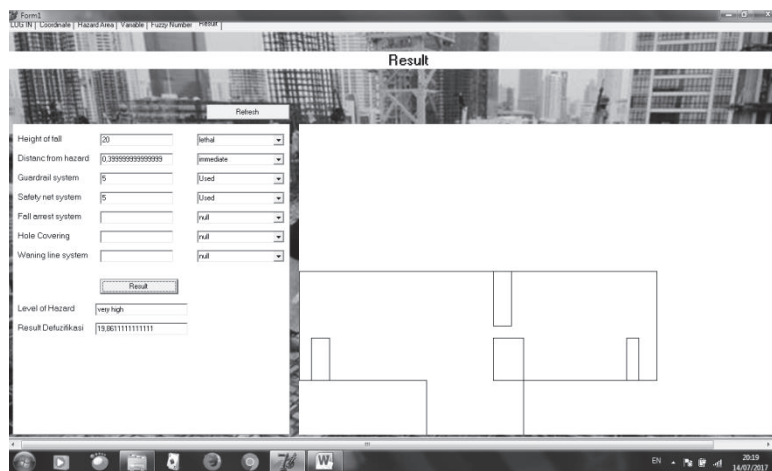 Form1
LOG IN | Coordinate | Hazard Area | Variable | Fuzzy Number | Result
Result
Refresh
Height of fall 20 lethal
Distanc from hazard 0,399999999999999 immediate
Guardrail system 5 Used
Safety net system 5 Used
Fall arrest system null
Hole Covering null
Waning line system null
Result
Level of Hazard very high
Result Defuzifikasi 19,8611111111111
EN 20:19
14/07/201